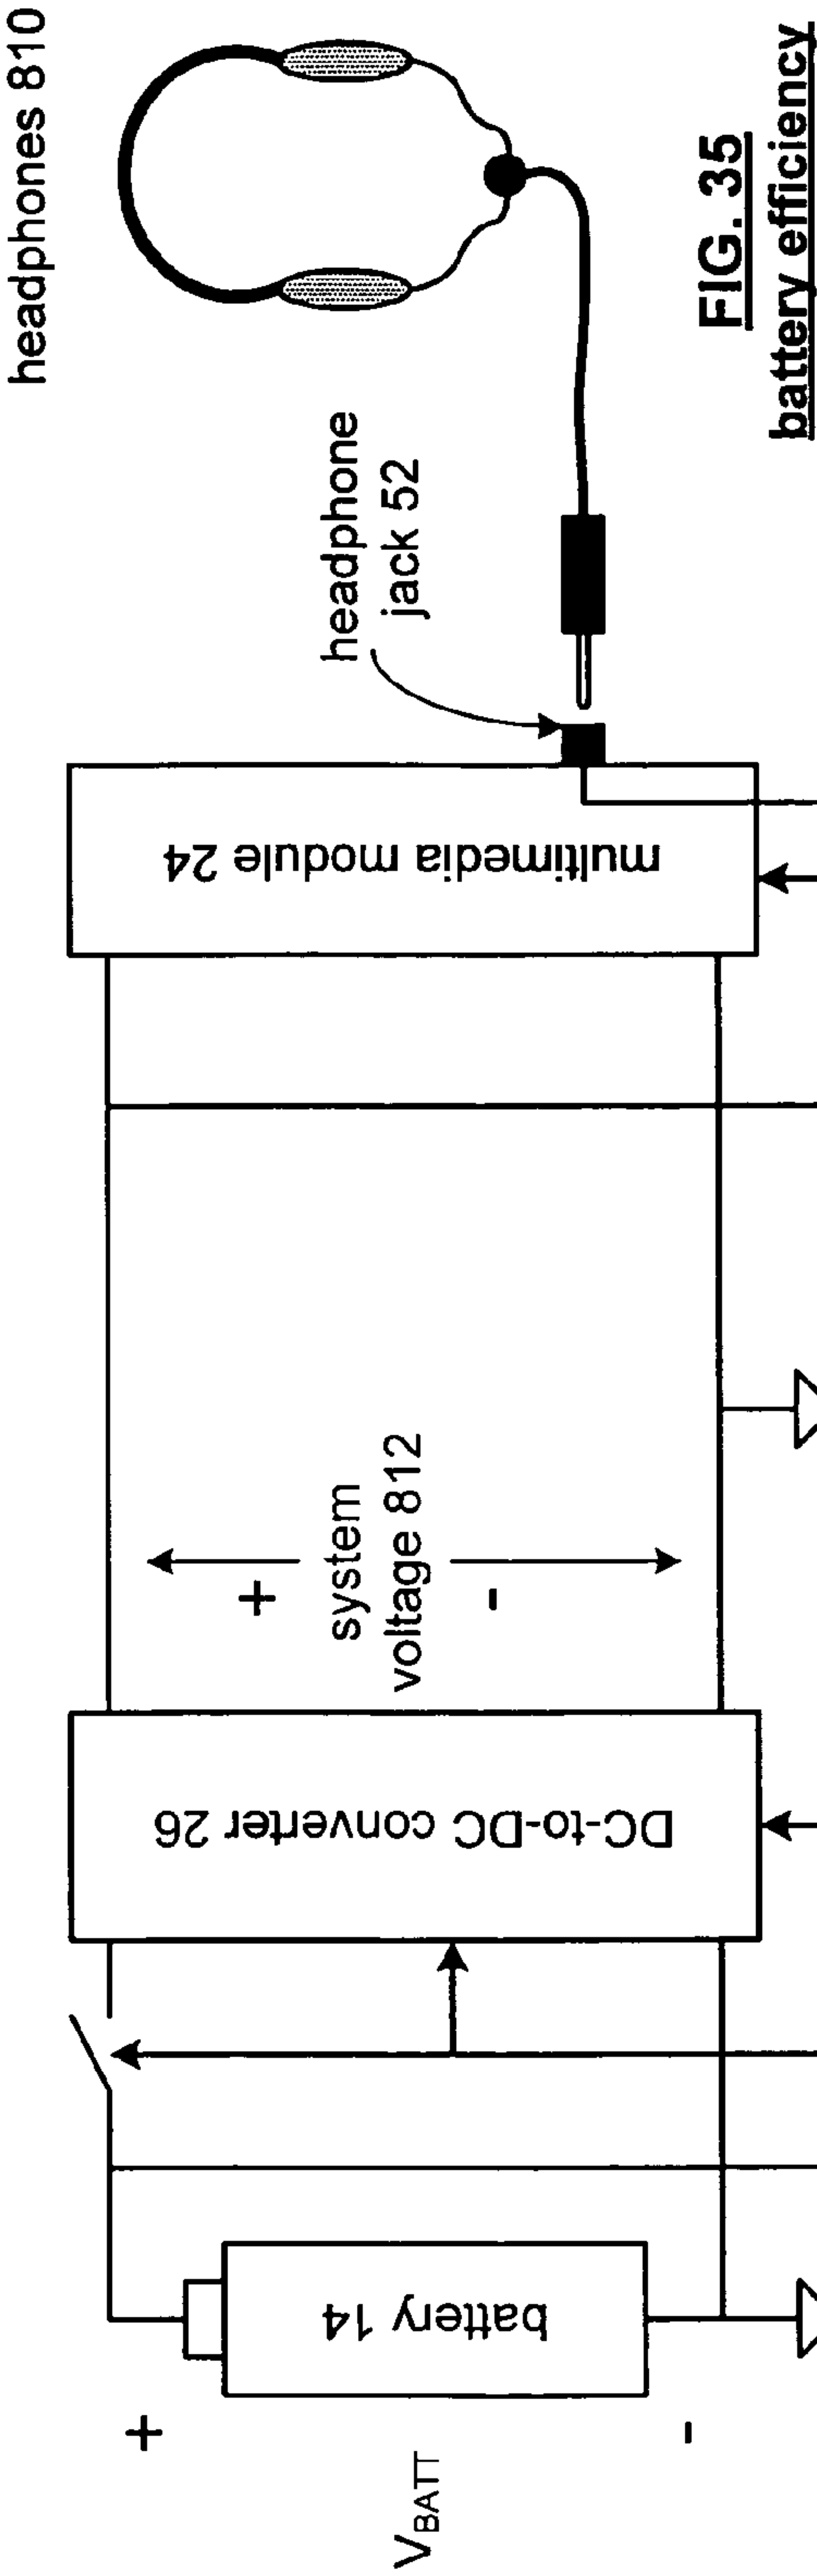 headphones 810
headphone
jack 52
FIG. 35
battery efficiency
multimedia module 24
+
system
voltage 812
-
DC-to-DC converter 26
battery 14
+
V_BATT
-